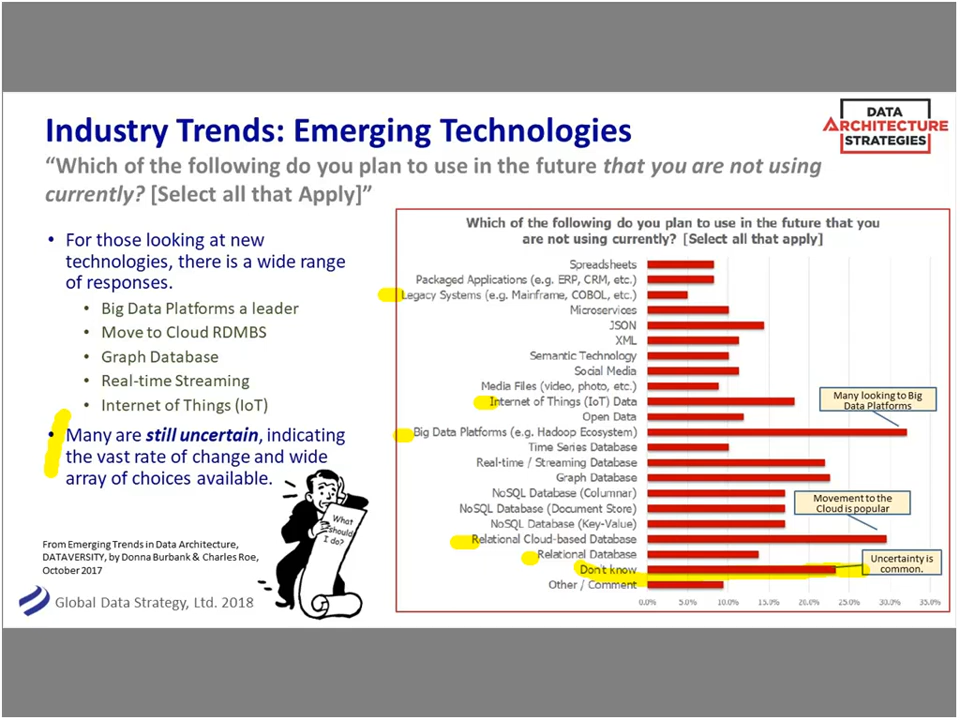 Industry Trends: Emerging Technologies
DATA
ARCHITECTURE
STRATEGIES
“Which of the following do you plan to use in the future that you are not using
currently? [Select all that Apply]”
• For those looking at new
technologies, there is a wide range
of responses.
• Big Data Platforms a leader
• Move to Cloud RDMBS
• Graph Database
• Real-time Streaming
• Internet of Things (IoT)
• Many are still uncertain, indicating
the vast rate of change and wide
array of choices available.
What
should
I do?
From Emerging Trends in Data Architecture,
DATAVERSITY, by Donna Burbank & Charles Roe,
October 2017
Global Data Strategy, Ltd. 2018
Which of the following do you plan to use in the future that you
are not using currently? [Select all that apply]
Spreadsheets
Packaged Applications (e.g. ERP, CRM, etc.)
Legacy Systems (e.g. Mainframe, COBOL, etc.)
Microservices
JSON
XML
Semantic Technology
Social Media
Media Files (video, photo, etc.)
Internet of Things (IoT) Data
Open Data
Big Data Platforms (e.g. Hadoop Ecosystem)
Time Series Database
Real-time / Streaming Database
Graph Database
NoSQL Database (Columnar)
NoSQL Database (Document Store)
NoSQL Database (Key-Value)
Relational Cloud-based Database
Relational Database
Don't know
Other / Comment
Many looking to Big
Data Platforms
Movement to the
Cloud is popular
Uncertainty is
common.
0.0% 5.0% 10.0% 15.0% 20.0% 25.0% 30.0% 35.0%